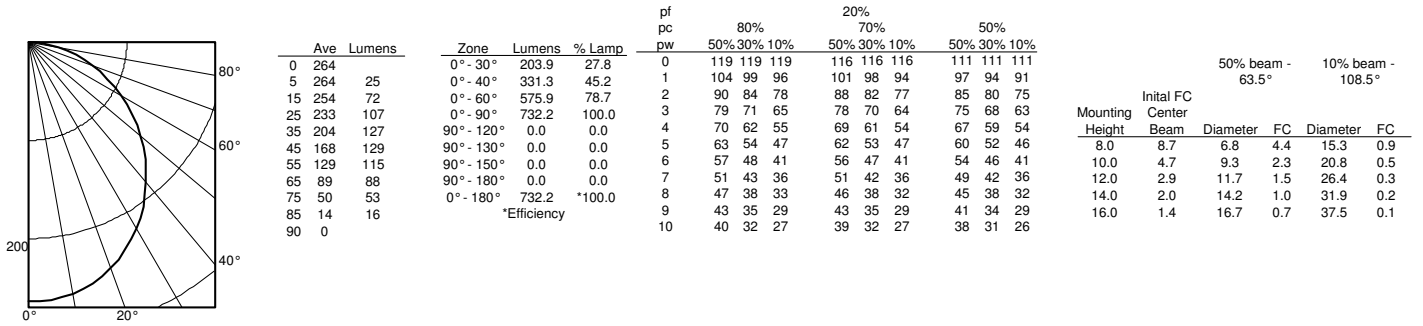 80°
60°
40°
200
0° 20°
Ave Lumens
0 264
5 264 25
15 254 72
25 233 107
35 204 127
45 168 129
55 129 115
65 89 88
75 50 53
85 14 16
90 0
Zone Lumens % Lamp
0° - 30° 203.9 27.8
0° - 40° 331.3 45.2
0° - 60° 575.9 78.7
0° - 90° 732.2 100.0
90° - 120° 0.0 0.0
90° - 130° 0.0 0.0
90° - 150° 0.0 0.0
90° - 180° 0.0 0.0
0° - 180° 732.2 *100.0
*Efficiency
pf 20%
pc 80% 70% 50%
pw 50% 30% 10% 50% 30% 10% 50% 30% 10%
0 119 119 119 116 116 116 111 111 111
1 104 99 96 101 98 94 97 94 91
2 90 84 78 88 82 77 85 80 75
3 79 71 65 78 70 64 75 68 63
4 70 62 55 69 61 54 67 59 54
5 63 54 47 62 53 47 60 52 46
6 57 48 41 56 47 41 54 46 41
7 51 43 36 51 42 36 49 42 36
8 47 38 33 46 38 32 45 38 32
9 43 35 29 43 35 29 41 34 29
10 40 32 27 39 32 27 38 31 26
50% beam - 10% beam -
63.5° 108.5°
Inital FC
Mounting Center
Height Beam Diameter FC Diameter FC
8.0 8.7 6.8 4.4 15.3 0.9
10.0 4.7 9.3 2.3 20.8 0.5
12.0 2.9 11.7 1.5 26.4 0.3
14.0 2.0 14.2 1.0 31.9 0.2
16.0 1.4 16.7 0.7 37.5 0.1